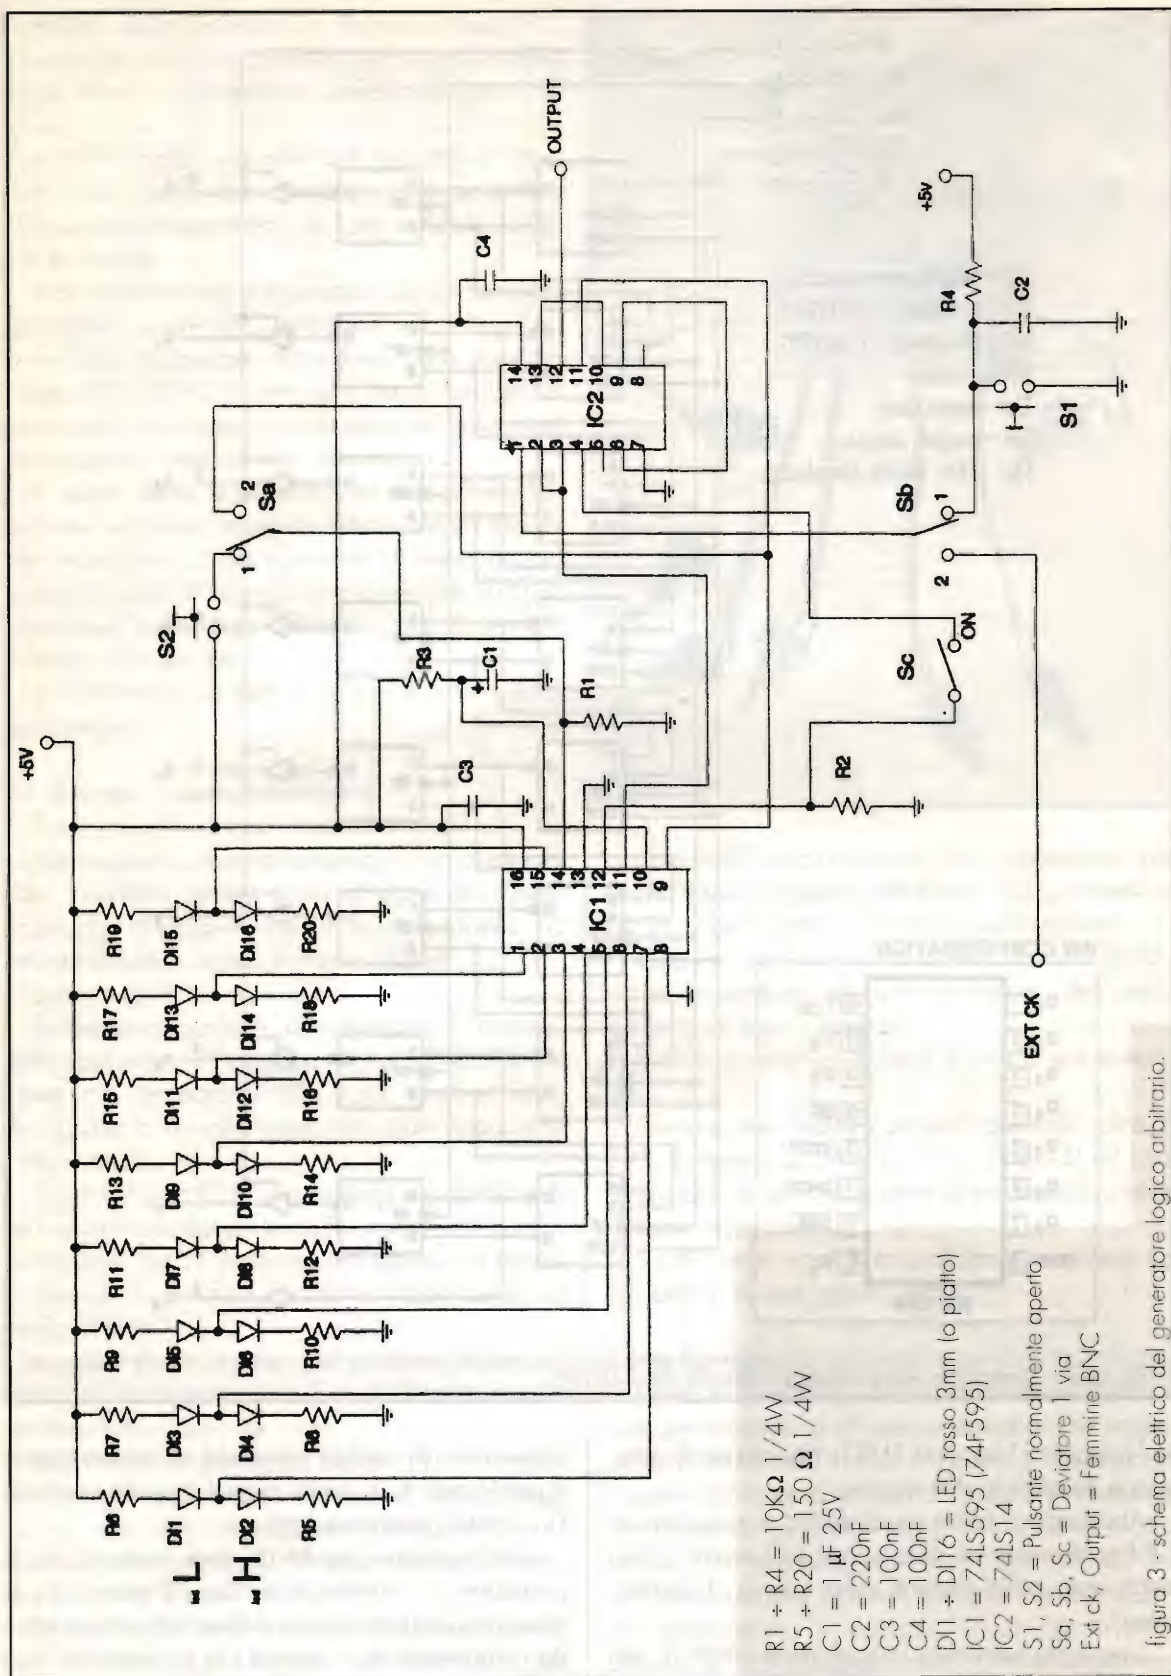 +5V
R6
R7
R9
R11
R13
R15
R17
R19
DI1
DI3
DI5
DI7
DI9
DI11
DI13
DI15
L
H
DI2
DI4
DI6
DI8
DI10
DI12
DI14
DI16
R5
R8
R10
R12
R14
R16
R18
R20
1
2
3
4
5
6
7
8
IC1
16
15
14
13
12
11
10
9
C3
R3
C1
+
R1
R2
S2
1
2
Sa
C4
OUTPUT
1
2
3
4
5
6
7
IC2
14
13
12
11
10
9
8
+5V
R4
C2
S1
Sb
1
2
Sc
ON
EXT CK
R1 ÷ R4 = 10KΩ 1/4W
R5 ÷ R20 = 150 Ω 1/4W
C1 = 1 µF 25V
C2 = 220nF
C3 = 100nF
C4 = 100nF
DI1 ÷ DI16 = LED rosso 3mm (o piatto)
IC1 = 74LS595 (74F595)
IC2 = 74LS14
S1, S2 = Pulsante normalmente aperto
Sa, Sb, Sc = Deviatore 1 via
Ext ck, Output = Femmine BNC
figura 3 - schema elettrico del generatore logico arbitrario.